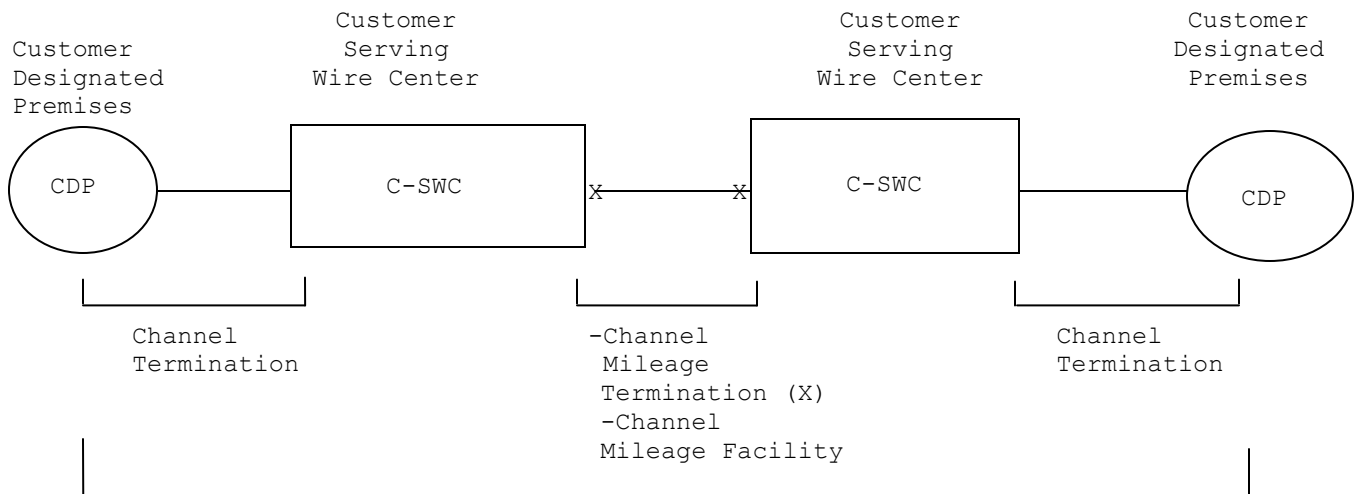 Customer
Designated
Premises
Customer
Serving
Wire Center
Customer
Serving
Wire Center
Customer
Designated
Premises
CDP
C-SWC
X
X
C-SWC
CDP
Channel
Termination
-Channel
Mileage
Termination (X)
-Channel
Mileage Facility
Channel
Termination